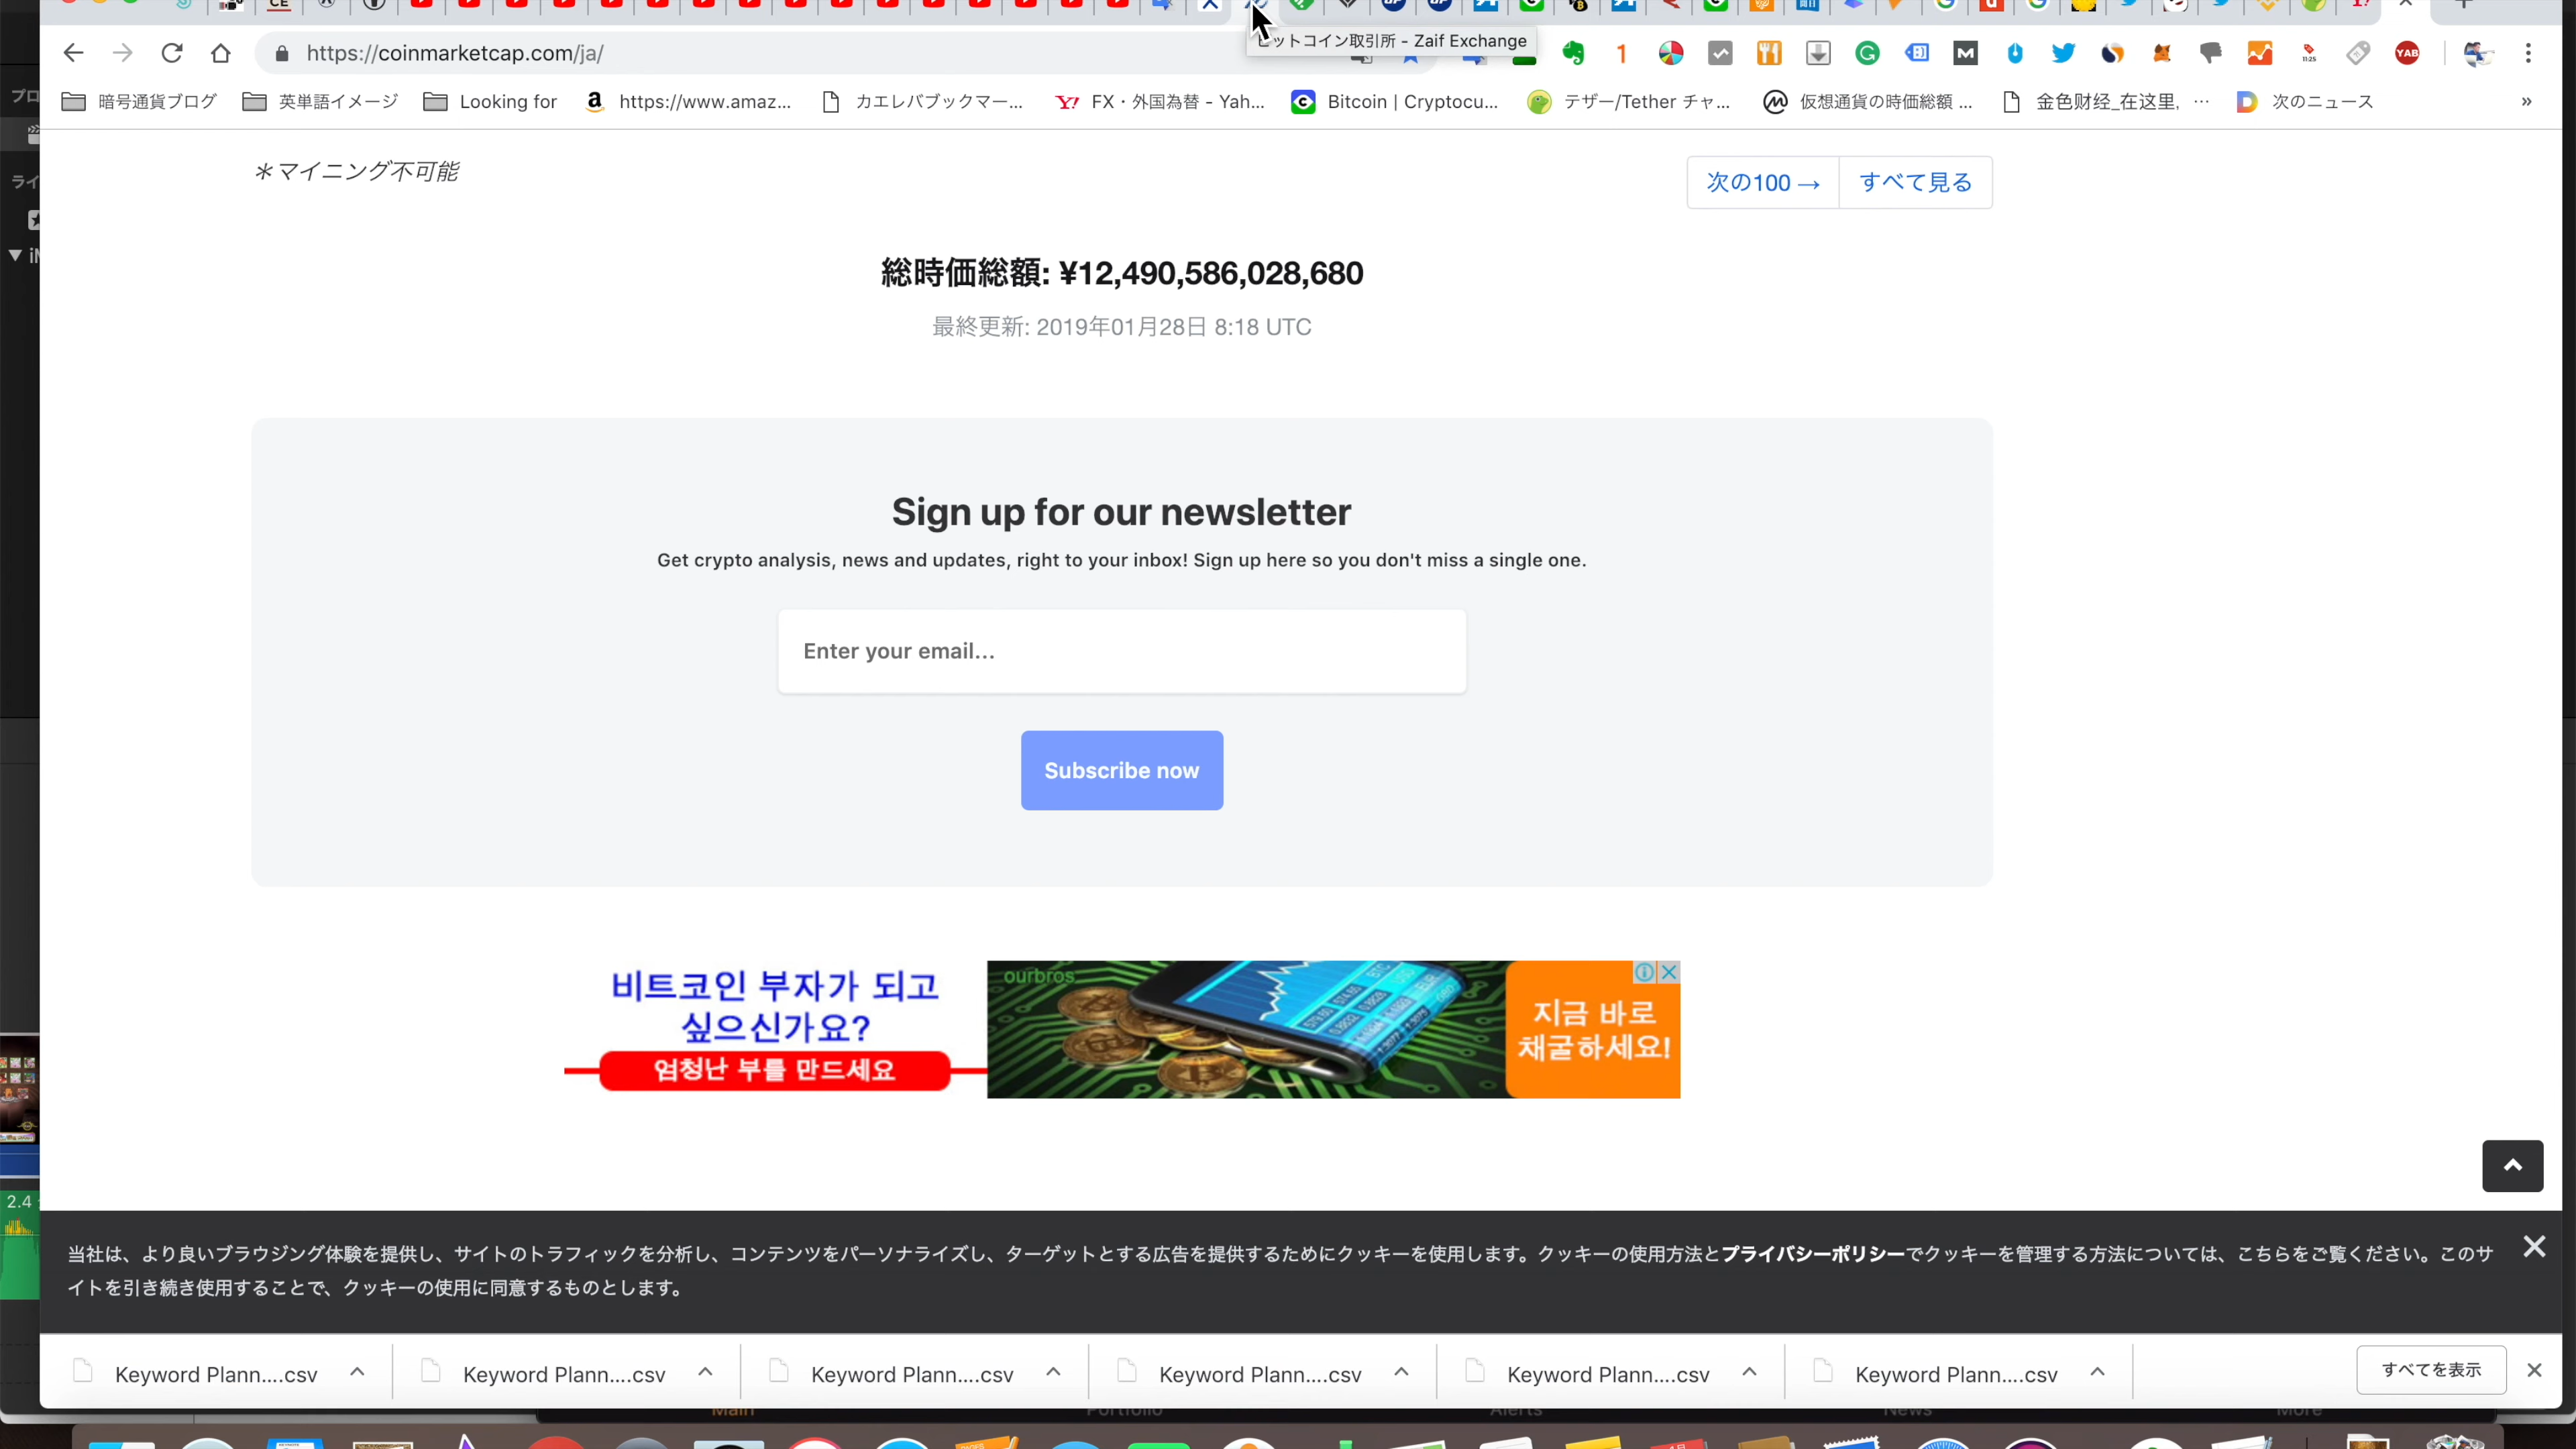 CE
ビットコイン取引所 - Zaif Exchange
https://coinmarketcap.com/ja/
1
11:25
YAB
暗号通貨ブログ
英単語イメージ
Looking for
https://www.amaz...
カエレバブックマー...
FX・外国為替 - Yah...
Bitcoin | Cryptocu...
テザー/Tether チャ...
仮想通貨の時価総額 ...
金色财经_在这里, ...
次のニュース
»
プロ
ライ
＊マイニング不可能
次の100 →
すべて見る
総時価総額: ¥12,490,586,028,680
最終更新: 2019年01月28日 8:18 UTC
Sign up for our newsletter
Get crypto analysis, news and updates, right to your inbox! Sign up here so you don't miss a single one.
Enter your email...
Subscribe now
비트코인 부자가 되고
싶으신가요?
엄청난 부를 만드세요
ourbros
지금 바로
채굴하세요!
2.4
当社は、より良いブラウジング体験を提供し、サイトのトラフィックを分析し、コンテンツをパーソナライズし、ターゲットとする広告を提供するためにクッキーを使用します。クッキーの使用方法とプライバシーポリシーでクッキーを管理する方法については、こちらをご覧ください。このサ
イトを引き続き使用することで、クッキーの使用に同意するものとします。
Keyword Plann....csv
Keyword Plann....csv
Keyword Plann....csv
Keyword Plann....csv
Keyword Plann....csv
Keyword Plann....csv
すべてを表示
Main
Portfolio
Alerts
News
More